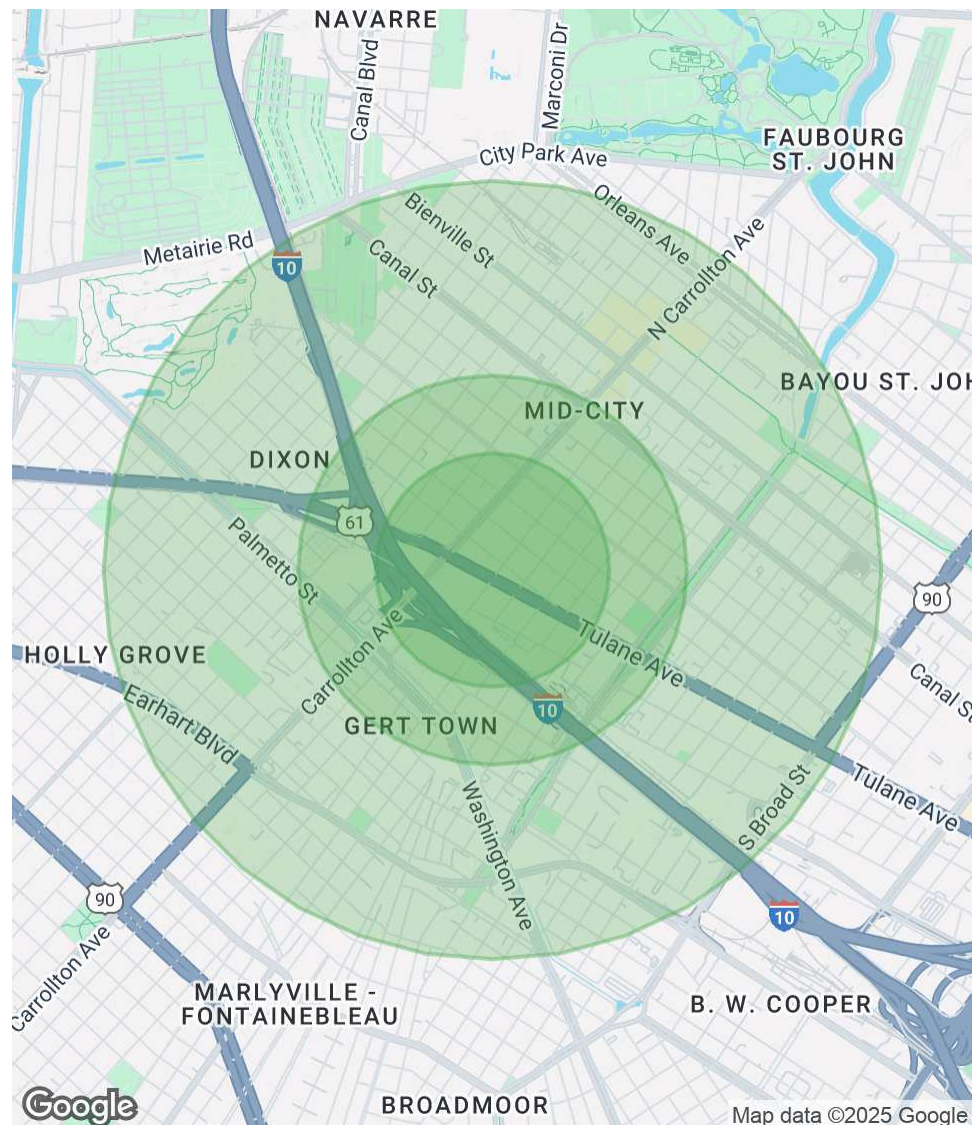 NAVARRE
Canal Blvd
Marconi Dr
City Park Ave
FAUBOURG
ST. JOHN
Orleans Ave
Bienville St
Metairie Rd
Canal St
N Carrollton Ave
10
BAYOU ST. JOH
MID-CITY
DIXON
61
Palmetto St
90
Tulane Ave
HOLLY GROVE
Carrollton Ave
Canal St
Earhart Blvd
10
GERT TOWN
Washington Ave
S Broad St
Tulane Ave
90
10
Carrollton Ave
MARLYVILLE -
FONTAINEBLEAU
B. W. COOPER
BROADMOOR
Google
Map data ©2025 Google